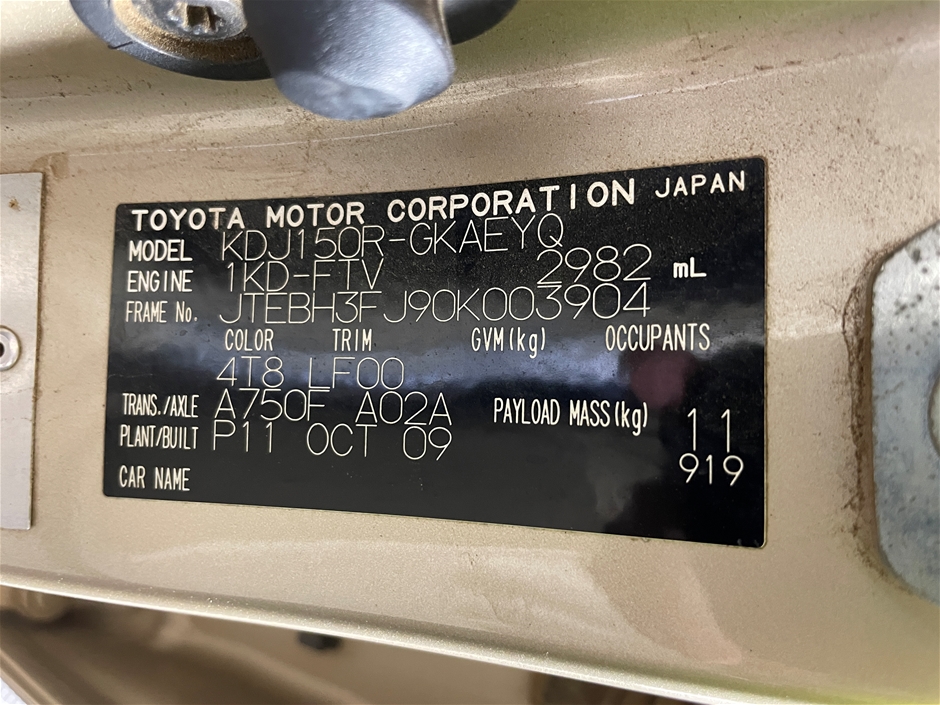 TOYOTA MOTOR CORPORATION JAPAN
MODEL KDJ150R-GKAEYQ
ENGINE 1KD-FTV 2982 mL
FRAME No. JTEBH3FJ90K003904
COLOR TRIM GVM(kg) OCCUPANTS
4T8 LF00
TRANS./AXLE A750F A02A PAYLOAD MASS(kg) 11
PLANT/BUILT P11 OCT 09 919
CAR NAME